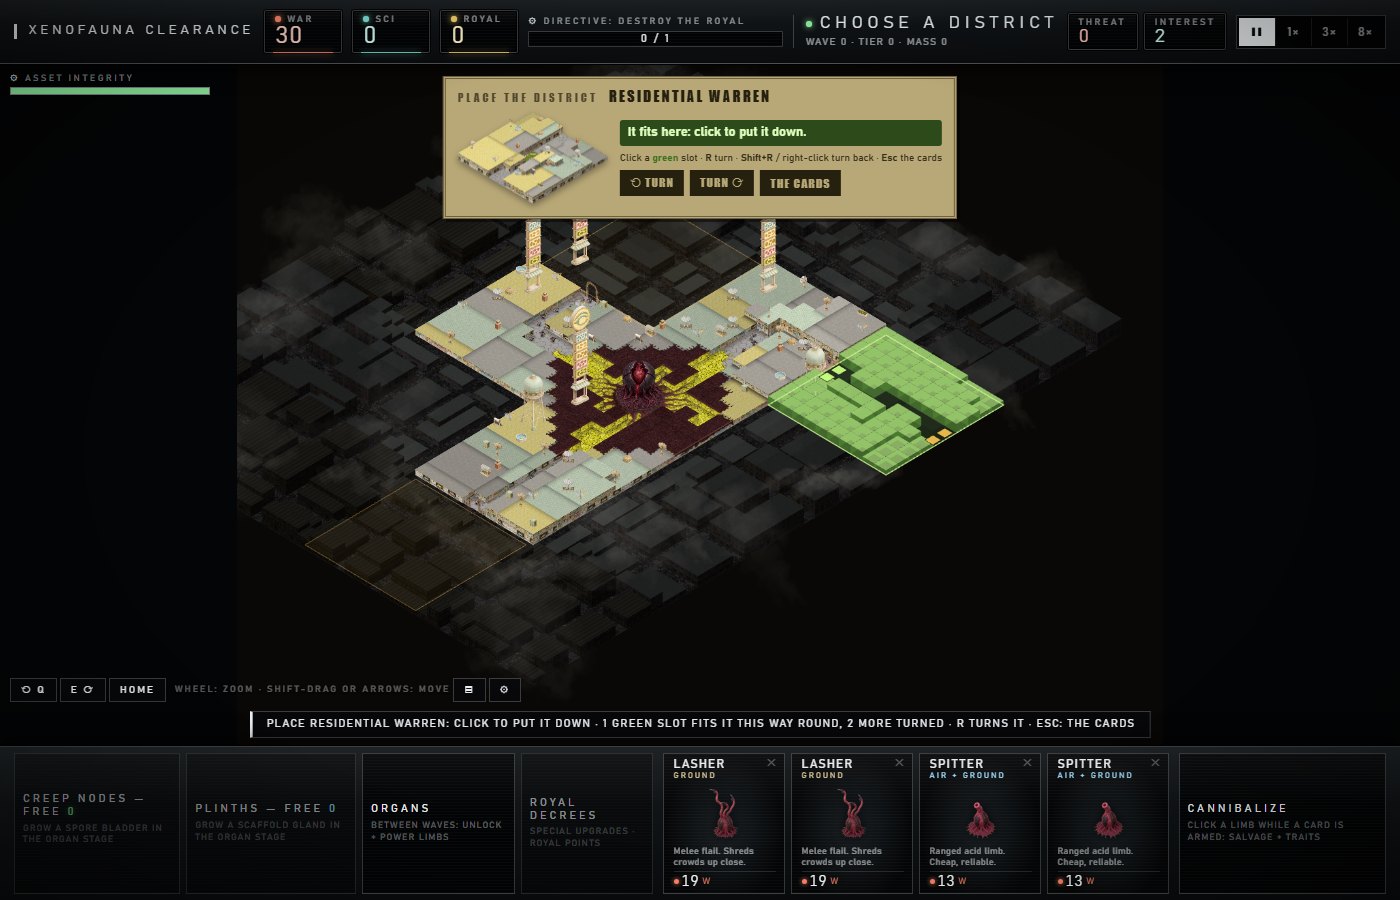 XENOFAUNA CLEARANCE
WAR
30
SCI
0
ROYAL
0
DIRECTIVE: DESTROY THE ROYAL
0 / 1
CHOOSE A DISTRICT
WAVE 0 · TIER 0 · MASS 0
THREAT
0
INTEREST
2
1×
3×
8×
ASSET INTEGRITY
PLACE THE DISTRICT RESIDENTIAL WARREN
It fits here: click to put it down.
Click a green slot · R turn · Shift+R / right-click turn back · Esc the cards
TURN
TURN
THE CARDS
Q
E
HOME
WHEEL: ZOOM · SHIFT-DRAG OR ARROWS: MOVE
PLACE RESIDENTIAL WARREN: CLICK TO PUT IT DOWN · 1 GREEN SLOT FITS IT THIS WAY ROUND, 2 MORE TURNED · R TURNS IT · ESC: THE CARDS
CREEP NODES — FREE 0
GROW A SPORE BLADDER IN THE ORGAN STAGE
PLINTHS — FREE 0
GROW A SCAFFOLD GLAND IN THE ORGAN STAGE
ORGANS
BETWEEN WAVES: UNLOCK + POWER LIMBS
ROYAL DECREES
SPECIAL UPGRADES · ROYAL POINTS
LASHER
GROUND
Melee flail. Shreds crowds up close.
19 W
LASHER
GROUND
Melee flail. Shreds crowds up close.
19 W
SPITTER
AIR + GROUND
Ranged acid limb. Cheap, reliable.
13 W
SPITTER
AIR + GROUND
Ranged acid limb. Cheap, reliable.
13 W
CANNIBALIZE
CLICK A LIMB WHILE A CARD IS ARMED: SALVAGE + TRAITS